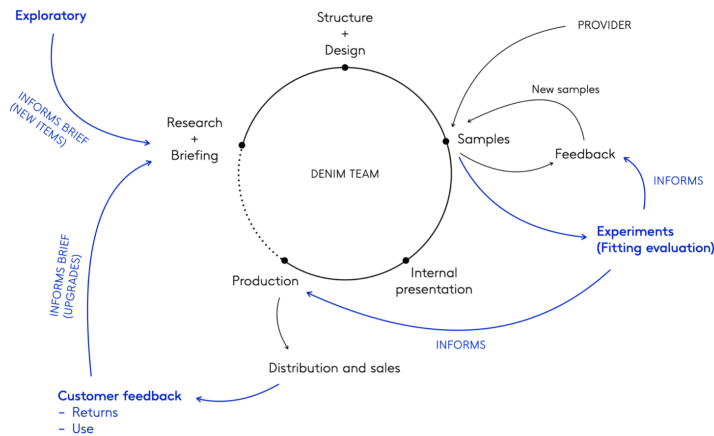 Exploratory
Structure
+
Design
PROVIDER
New samples
INFORMS BRIEF
(NEW ITEMS)
Research
+
Briefing
Samples
Feedback
DENIM TEAM
INFORMS
Experiments
(Fitting evaluation)
INFORMS BRIEF
(UPGRADES)
Production
Internal
presentation
INFORMS
Distribution and sales
Customer feedback
– Returns
– Use